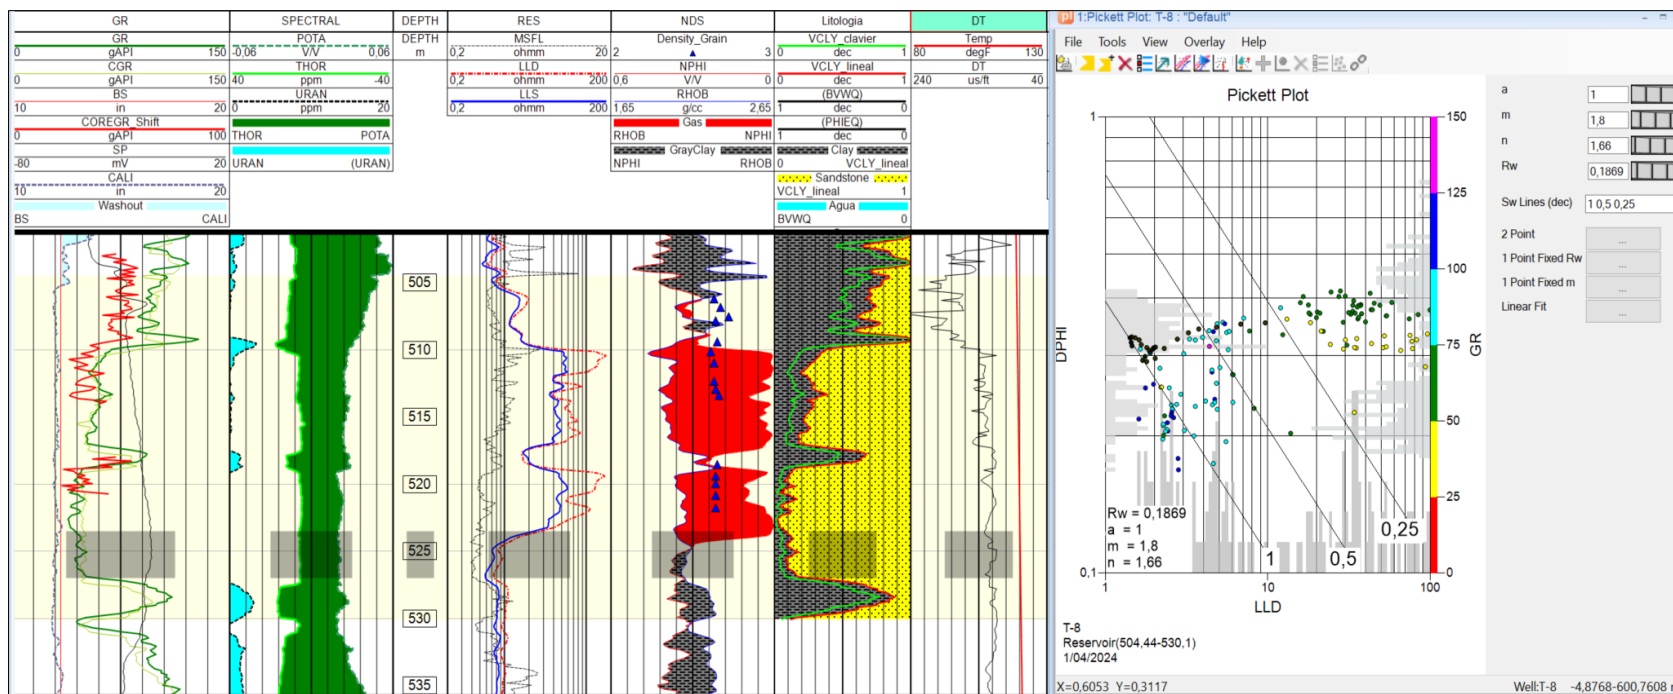 GR SPECTRAL DEPTH RES NDS Litologia DT
GR POTA DEPTH MSFL Density_Grain VCLY_clavier Temp
0 gAPI 150 -0,06 V/V 0,06 m 0,2 ohmm 20 2 3 0 dec 1 80 degF 130
CGR THOR LLD NPHI VCLY_lineal DT
0 gAPI 150 40 ppm -40 0,2 ohmm 200 0,6 V/V 0 0 dec 1 240 us/ft 40
BS URAN LLS RHOB (BVWQ)
10 in 20 0 ppm 20 0,2 ohmm 200 1,65 g/cc 2,65 1 dec 0
COREGR_Shift Gas (PHIEQ)
0 gAPI 100 THOR POTA RHOB NPHI 1 dec 0
SP GrayClay Clay
-80 mV 20 URAN (URAN) NPHI RHOB 0 VCLY_lineal
CALI Sandstone
10 in 20 VCLY_lineal 1
Washout Agua
BS CALI BVWQ 0
505
510
515
520
525
530
535
1:Pickett Plot: T-8 : "Default"
File Tools View Overlay Help
Pickett Plot
1
0,1
DPHI
1 10 100
LLD
150
125
100
75
50
25
0
GR
Rw = 0,1869
a = 1
m = 1,8
n = 1,66
1 0,5 0,25
T-8
Reservoir(504,44-530,1)
1/04/2024
a 1
m 1,8
n 1,66
Rw 0,1869
Sw Lines (dec) 1 0,5 0,25
2 Point ...
1 Point Fixed Rw ...
1 Point Fixed m ...
Linear Fit ...
X=0,6053 Y=0,3117 Well:T-8 -4,8768-600,7608